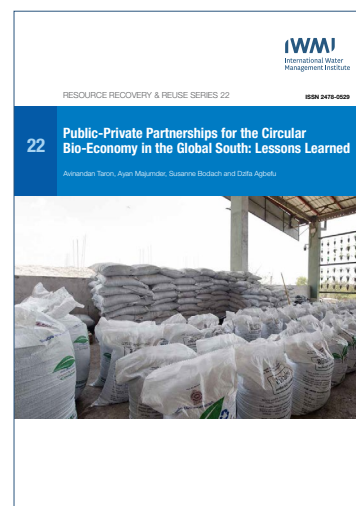 IWMI
International Water
Management Institute
RESOURCE RECOVERY & REUSE SERIES 22
ISSN 2478-0529
22
Public-Private Partnerships for the Circular
Bio-Economy in the Global South: Lessons Learned
Avinandan Taron, Ayan Majumder, Susanne Bodach and Dzifa Agbefu